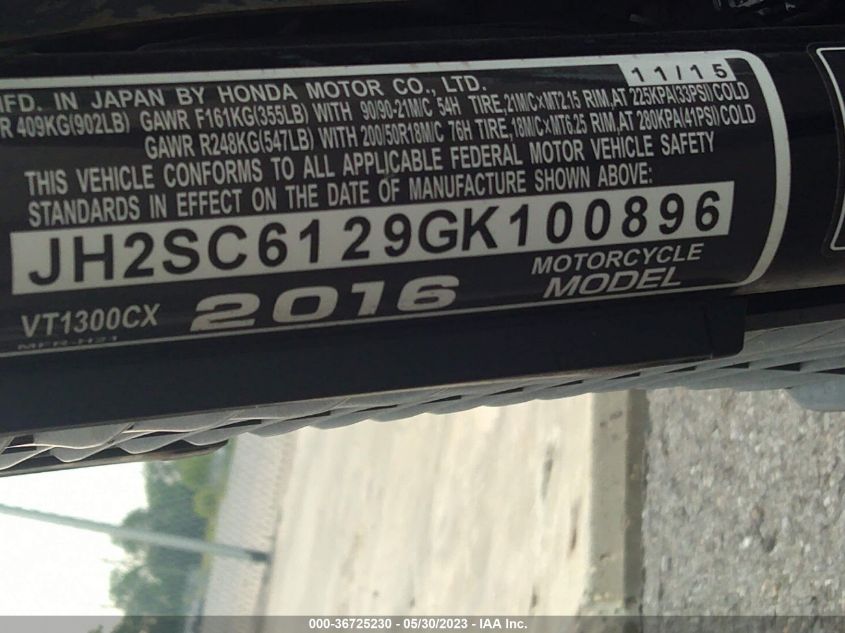 11/15
MFD. IN JAPAN BY HONDA MOTOR CO., LTD.
R 409KG(902LB) GAWR F161KG(355LB) WITH 90/90-21M/C 54H TIRE,21M/C×MT2.15 RIM,AT 225KPA(33PSI)COLD
GAWR R248KG(547LB) WITH 200/50R18M/C 76H TIRE,18M/C×MT6.25 RIM,AT 280KPA(41PSI)COLD
THIS VEHICLE CONFORMS TO ALL APPLICABLE FEDERAL MOTOR VEHICLE SAFETY
STANDARDS IN EFFECT ON THE DATE OF MANUFACTURE SHOWN ABOVE:
JH2SC6129GK100896
VT1300CX 2016 MOTORCYCLE
MODEL
MFR-H21
000-36725230 - 05/30/2023 - IAA Inc.